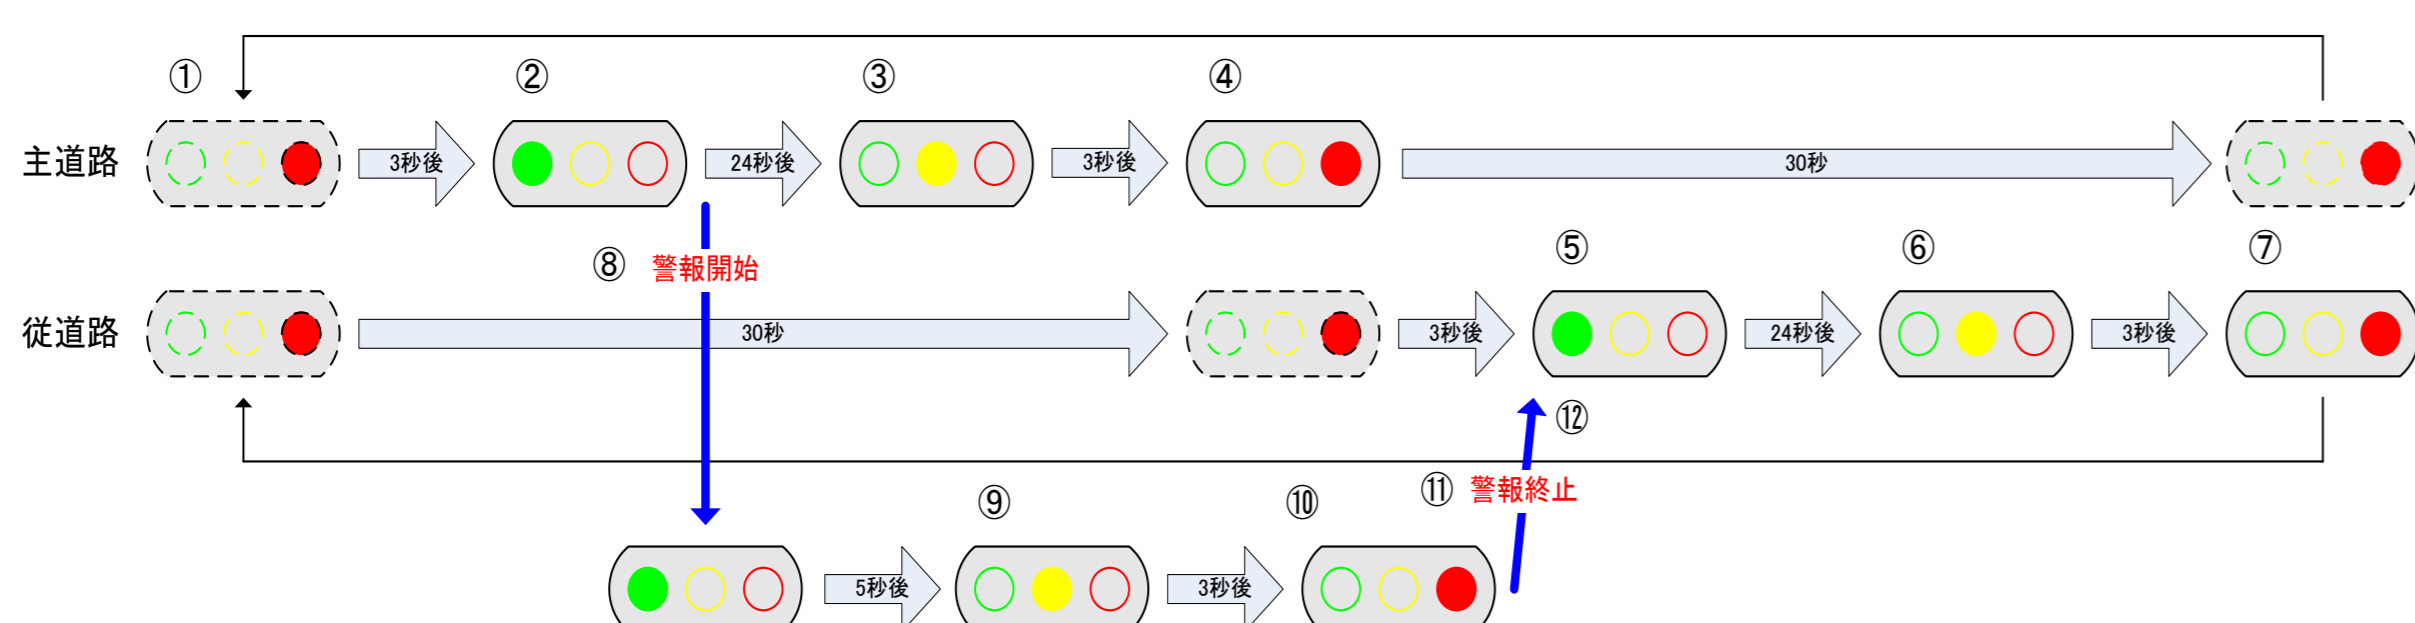 ① ② ③ ④
主道路 3秒後 24秒後 3秒後 30秒
⑧ 警報開始 ⑤ ⑥ ⑦
従道路 30秒 3秒後 24秒後 3秒後
⑫
⑨ ⑩ ⑪ 警報終止
5秒後 3秒後